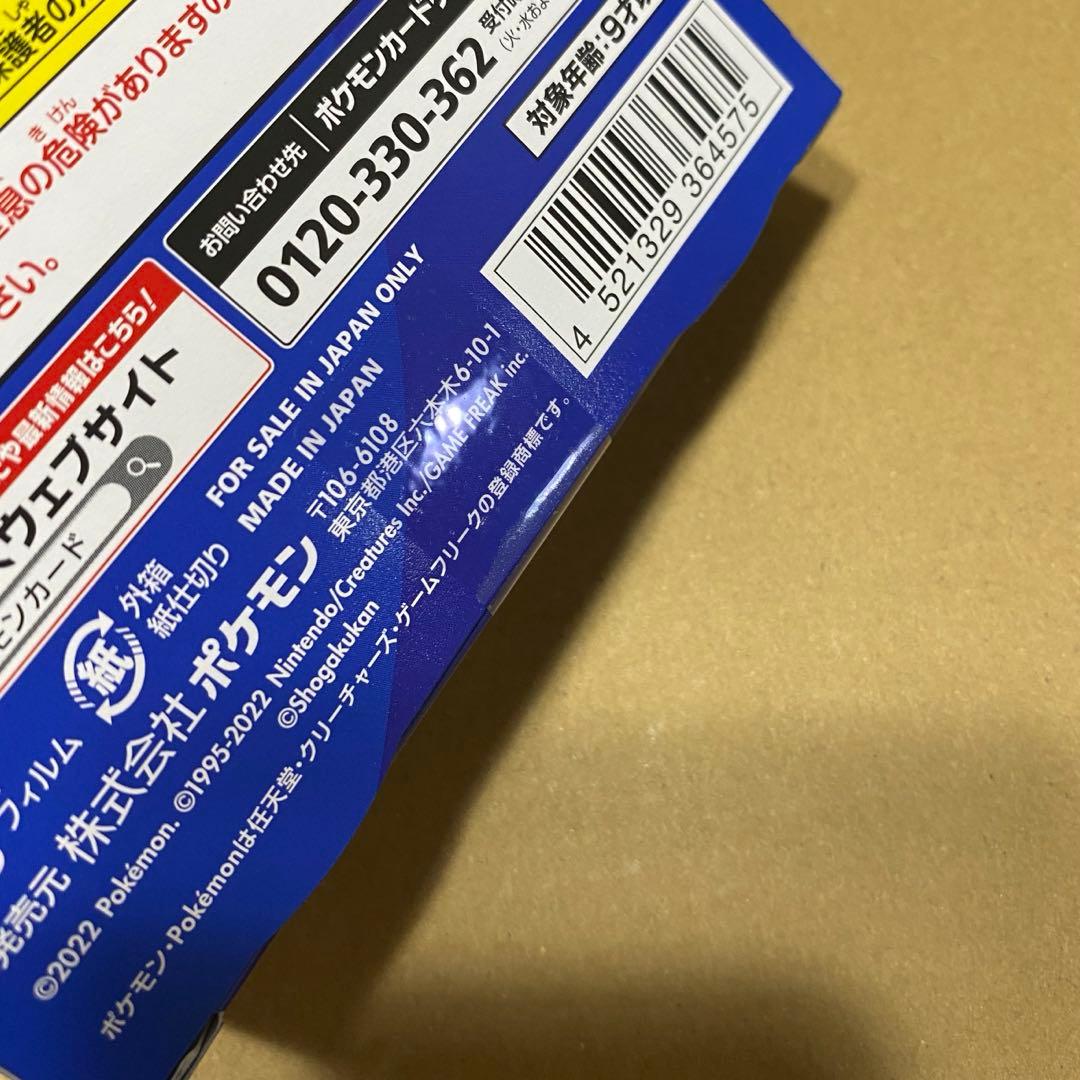 保護者の
危険がありますの
さい。
最新情報はこちら!
ウェブサイト
モンカード
お問い合わせ先
ポケモンカード
0120-330-362
対象年齢:9才
4 521329 364575
FOR SALE IN JAPAN ONLY
MADE IN JAPAN
紙
外箱
紙仕切り
フィルム
発売元 株式会社ポケモン
〒106-6108
東京都港区六本木6-10-1
©2022 Pokémon. ©1995-2022 Nintendo/Creatures Inc./GAME FREAK inc.
©Shogakukan
ポケモン・Pokémonは任天堂・クリーチャーズ・ゲームフリークの登録商標です。